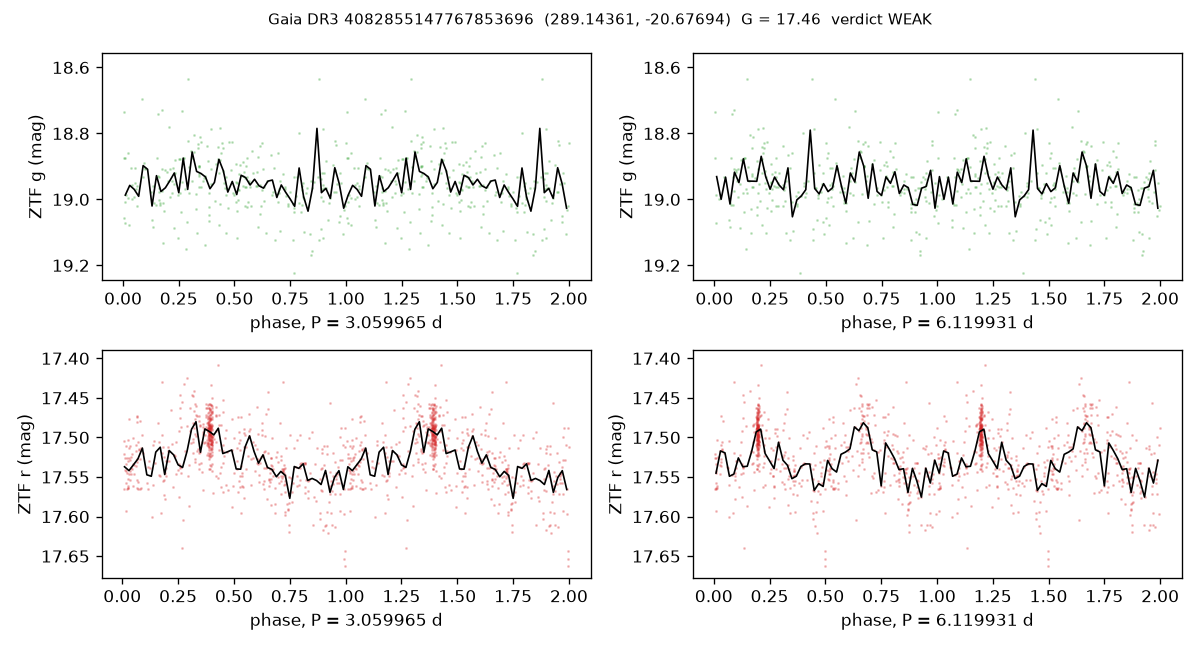 Gaia DR3 4082855147767853696 (289.14361, -20.67694) G = 17.46 verdict WEAK
ZTF g (mag)
18.6
18.8
19.0
19.2
0.00 0.25 0.50 0.75 1.00 1.25 1.50 1.75 2.00
phase, P = 3.059965 d
ZTF g (mag)
18.6
18.8
19.0
19.2
0.00 0.25 0.50 0.75 1.00 1.25 1.50 1.75 2.00
phase, P = 6.119931 d
ZTF r (mag)
17.40
17.45
17.50
17.55
17.60
17.65
0.00 0.25 0.50 0.75 1.00 1.25 1.50 1.75 2.00
phase, P = 3.059965 d
ZTF r (mag)
17.40
17.45
17.50
17.55
17.60
17.65
0.00 0.25 0.50 0.75 1.00 1.25 1.50 1.75 2.00
phase, P = 6.119931 d